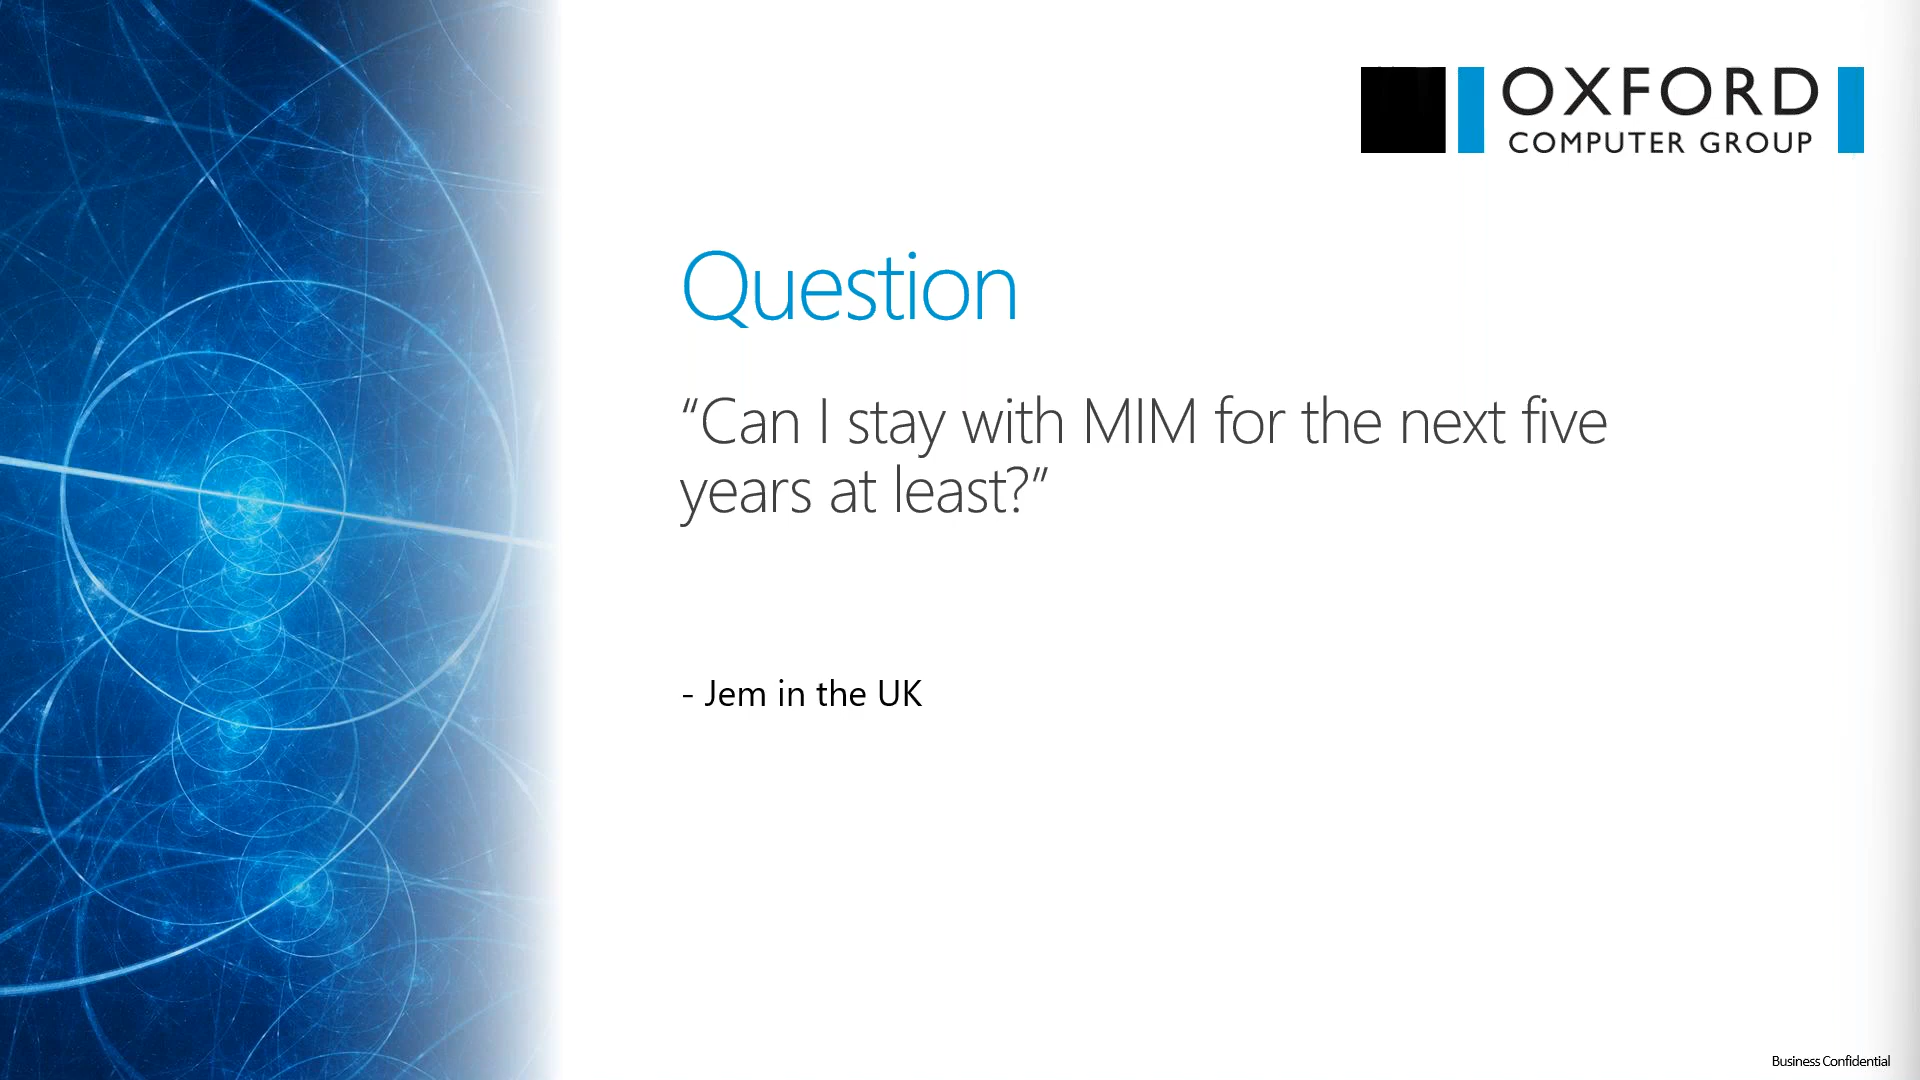 OXFORD
COMPUTER GROUP
Question
“Can I stay with MIM for the next five
years at least?”
- Jem in the UK
Business Confidential